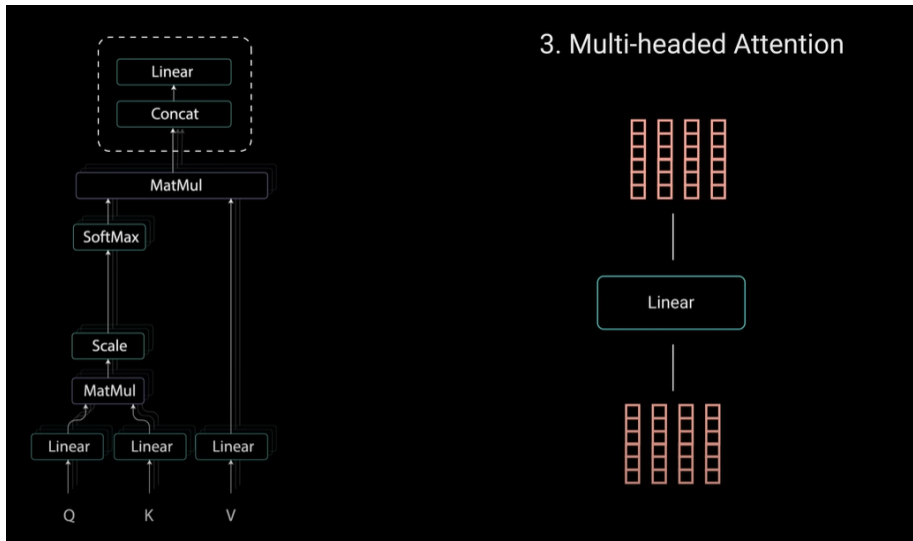 3. Multi-headed Attention
Linear
Concat
MatMul
SoftMax
Scale
MatMul
Linear Linear Linear
Q K V
Linear